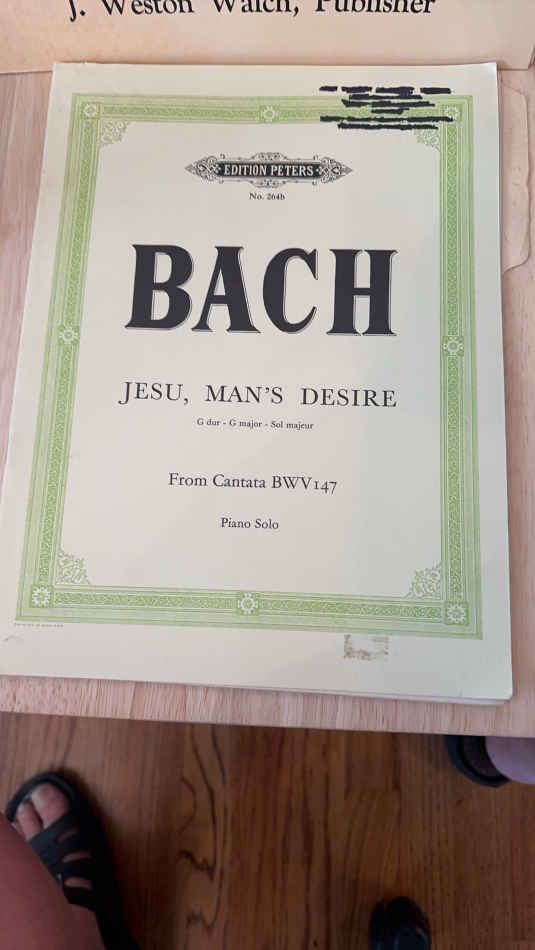 J. Weston Walch, Publisher
EDITION PETERS
No. 264b
BACH
JESU, MAN'S DESIRE
G dur - G major - Sol majeur
From Cantata BWV147
Piano Solo